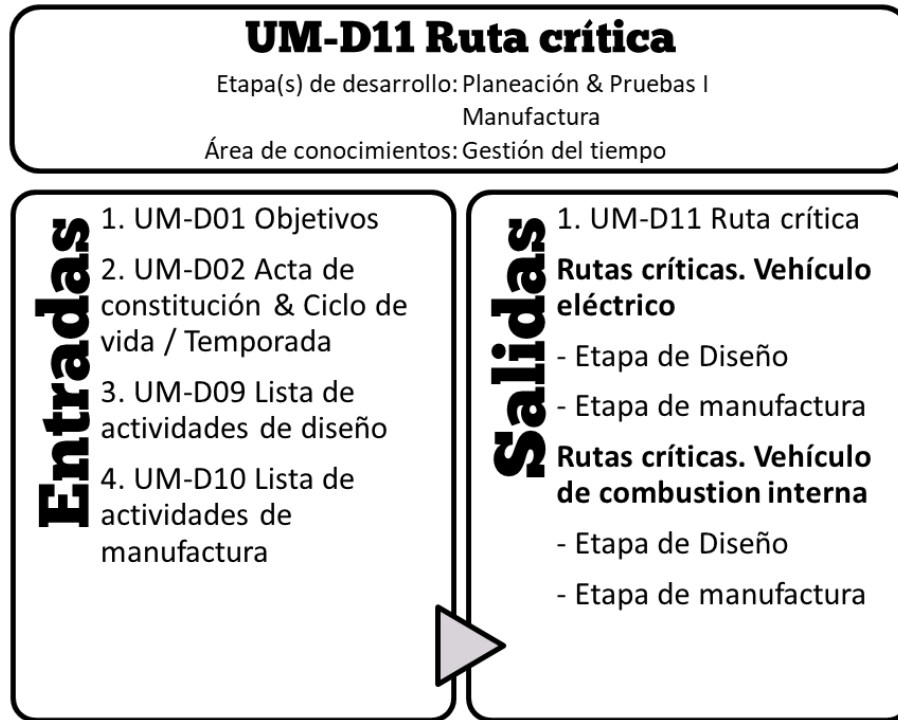 UM-D11 Ruta crítica
Etapa(s) de desarrollo: Planeación & Pruebas I
Manufactura
Área de conocimientos: Gestión del tiempo
Entradas
1. UM-D01 Objetivos
2. UM-D02 Acta de
constitución & Ciclo de
vida / Temporada
3. UM-D09 Lista de
actividades de diseño
4. UM-D10 Lista de
actividades de
manufactura
Salidas
1. UM-D11 Ruta crítica
Rutas críticas. Vehículo
eléctrico
- Etapa de Diseño
- Etapa de manufactura
Rutas críticas. Vehículo
de combustion interna
- Etapa de Diseño
- Etapa de manufactura